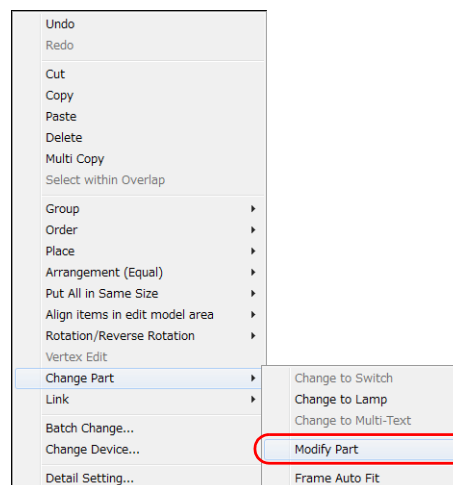 Undo
Redo
Cut
Copy
Paste
Delete
Multi Copy
Select within Overlap
Group
Order
Place
Arrangement (Equal)
Put All in Same Size
Align items in edit model area
Rotation/Reverse Rotation
Vertex Edit
Change Part
Link
Batch Change...
Change Device...
Detail Setting...
Change to Switch
Change to Lamp
Change to Multi-Text
Modify Part
Frame Auto Fit